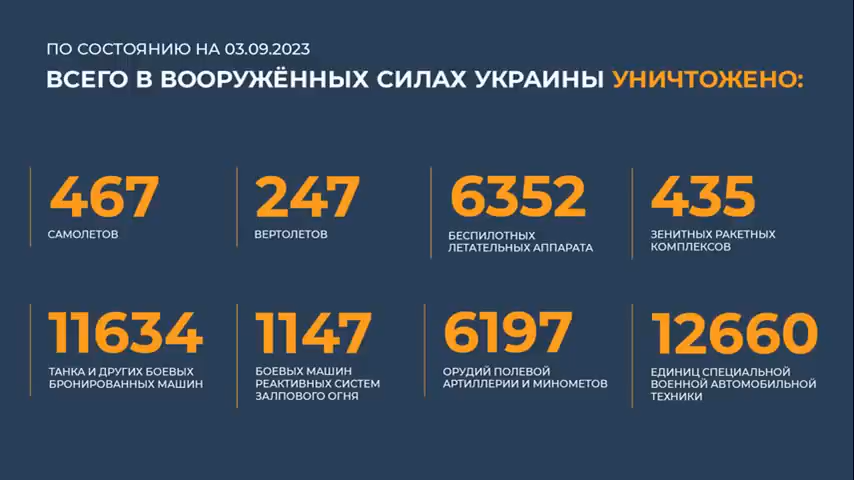 ПО СОСТОЯНИЮ НА 03.09.2023
ВСЕГО В ВООРУЖЁННЫХ СИЛАХ УКРАИНЫ УНИЧТОЖЕНО:
467
САМОЛЕТОВ
247
ВЕРТОЛЕТОВ
6352
БЕСПИЛОТНЫХ
ЛЕТАТЕЛЬНЫХ АППАРАТА
435
ЗЕНИТНЫХ РАКЕТНЫХ
КОМПЛЕКСОВ
11634
ТАНКА И ДРУГИХ БОЕВЫХ
БРОНИРОВАННЫХ МАШИН
1147
БОЕВЫХ МАШИН
РЕАКТИВНЫХ СИСТЕМ
ЗАЛПОВОГО ОГНЯ
6197
ОРУДИЙ ПОЛЕВОЙ
АРТИЛЛЕРИИ И МИНОМЕТОВ
12660
ЕДИНИЦ СПЕЦИАЛЬНОЙ
ВОЕННОЙ АВТОМОБИЛЬНОЙ
ТЕХНИКИ